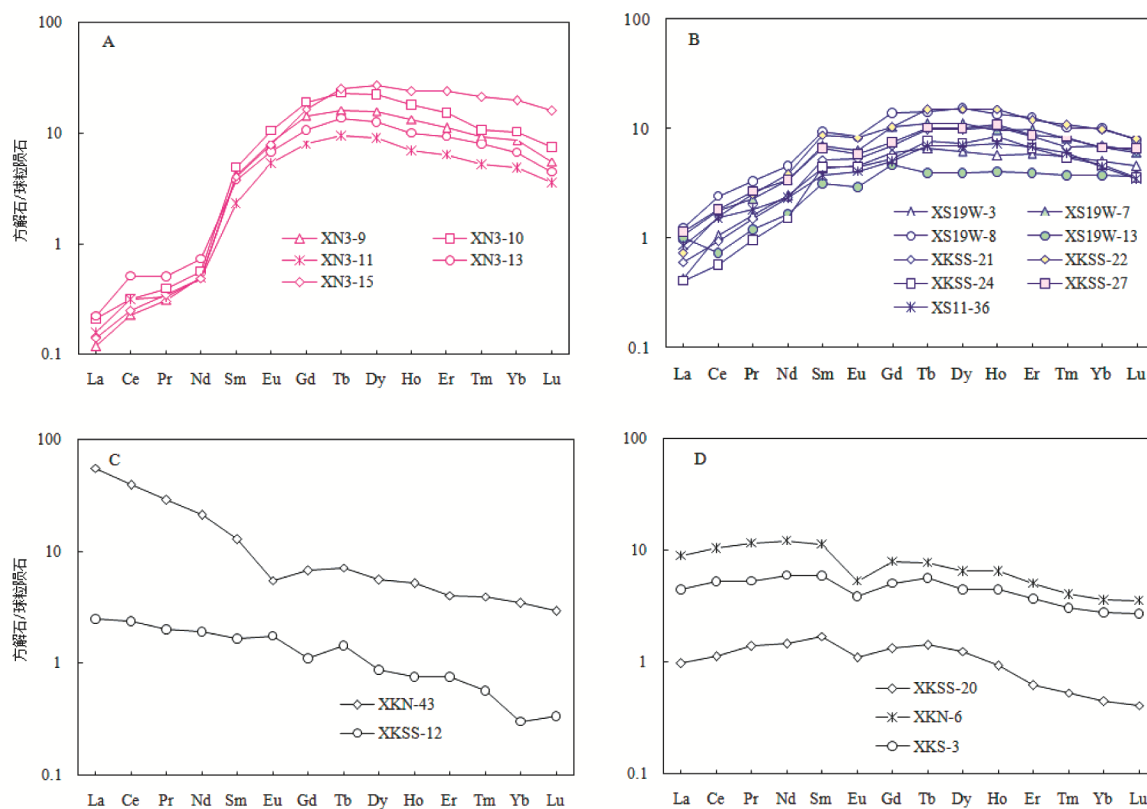 A
100
10
1
0.1
方解石/球粒陨石
XN3-9 XN3-10
XN3-11 XN3-13
XN3-15
La Ce Pr Nd Sm Eu Gd Tb Dy Ho Er Tm Yb Lu
B
100
10
1
0.1
XS19W-3 XS19W-7
XS19W-8 XS19W-13
XKSS-21 XKSS-22
XKSS-24 XKSS-27
XS11-36
La Ce Pr Nd Sm Eu Gd Tb Dy Ho Er Tm Yb Lu
C
100
10
1
0.1
方解石/球粒陨石
XKN-43
XKSS-12
La Ce Pr Nd Sm Eu Gd Tb Dy Ho Er Tm Yb Lu
D
100
10
1
0.1
XKSS-20
XKN-6
XKS-3
La Ce Pr Nd Sm Eu Gd Tb Dy Ho Er Tm Yb Lu